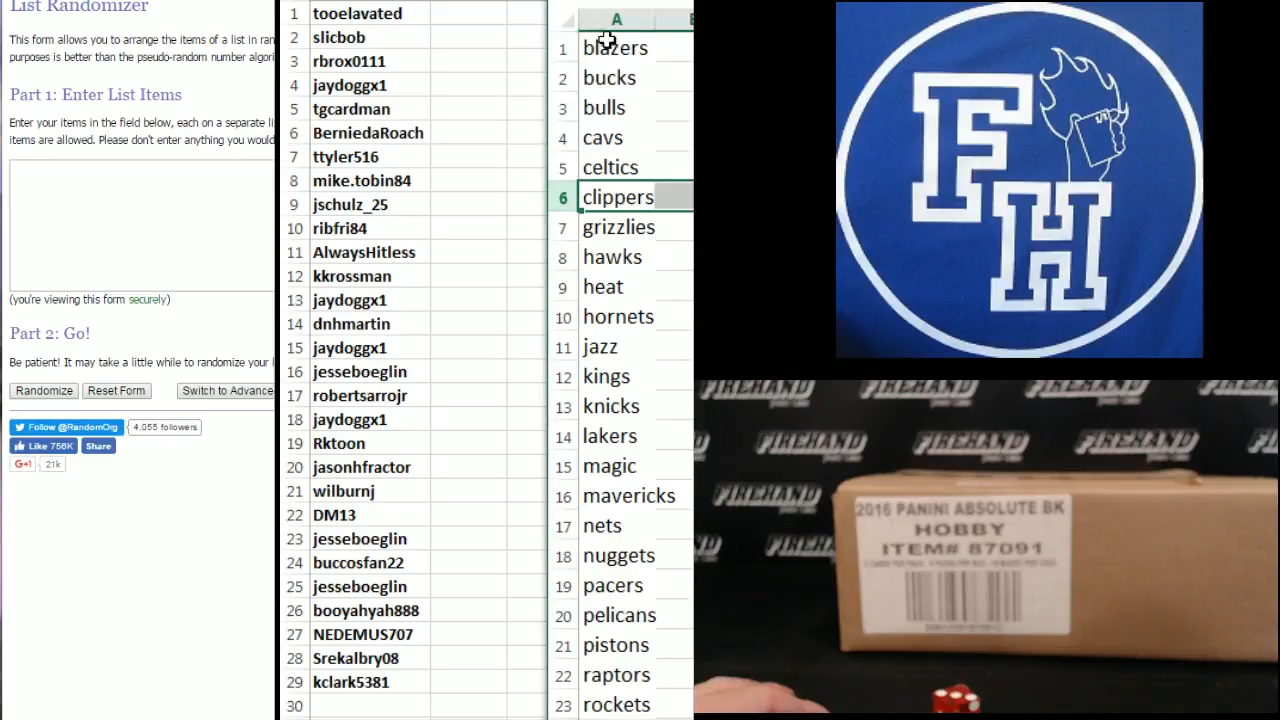 List Randomizer
This form allows you to arrange the items of a list in ran
purposes is better than the pseudo-random number algori
Part 1: Enter List Items
Enter your items in the field below, each on a separate li
items are allowed. Please don't enter anything you would
(you're viewing this form securely)
Part 2: Go!
Be patient! It may take a little while to randomize your l
Randomize
Reset Form
Switch to Advance
Follow @RandomOrg
4,055 followers
Like 756K
Share
G+1
21k
1 tooelavated
2 slicbob
3 rbrox0111
4 jaydoggx1
5 tgcardman
6 BerniedaRoach
7 ttyler516
8 mike.tobin84
9 jschulz_25
10 ribfri84
11 AlwaysHitless
12 kkrossman
13 jaydoggx1
14 dnhmartin
15 jaydoggx1
16 jesseboeglin
17 robertsarrojr
18 jaydoggx1
19 Rktoon
20 jasonhfractor
21 wilburnj
22 DM13
23 jesseboeglin
24 buccosfan22
25 jesseboeglin
26 booyahyah888
27 NEDEMUS707
28 Srekalbry08
29 kclark5381
30
A
1 blazers
2 bucks
3 bulls
4 cavs
5 celtics
6 clippers
7 grizzlies
8 hawks
9 heat
10 hornets
11 jazz
12 kings
13 knicks
14 lakers
15 magic
16 mavericks
17 nets
18 nuggets
19 pacers
20 pelicans
21 pistons
22 raptors
23 rockets
F
H
FIREHAND
2016 PANINI ABSOLUTE BK
HOBBY
ITEM# 87091